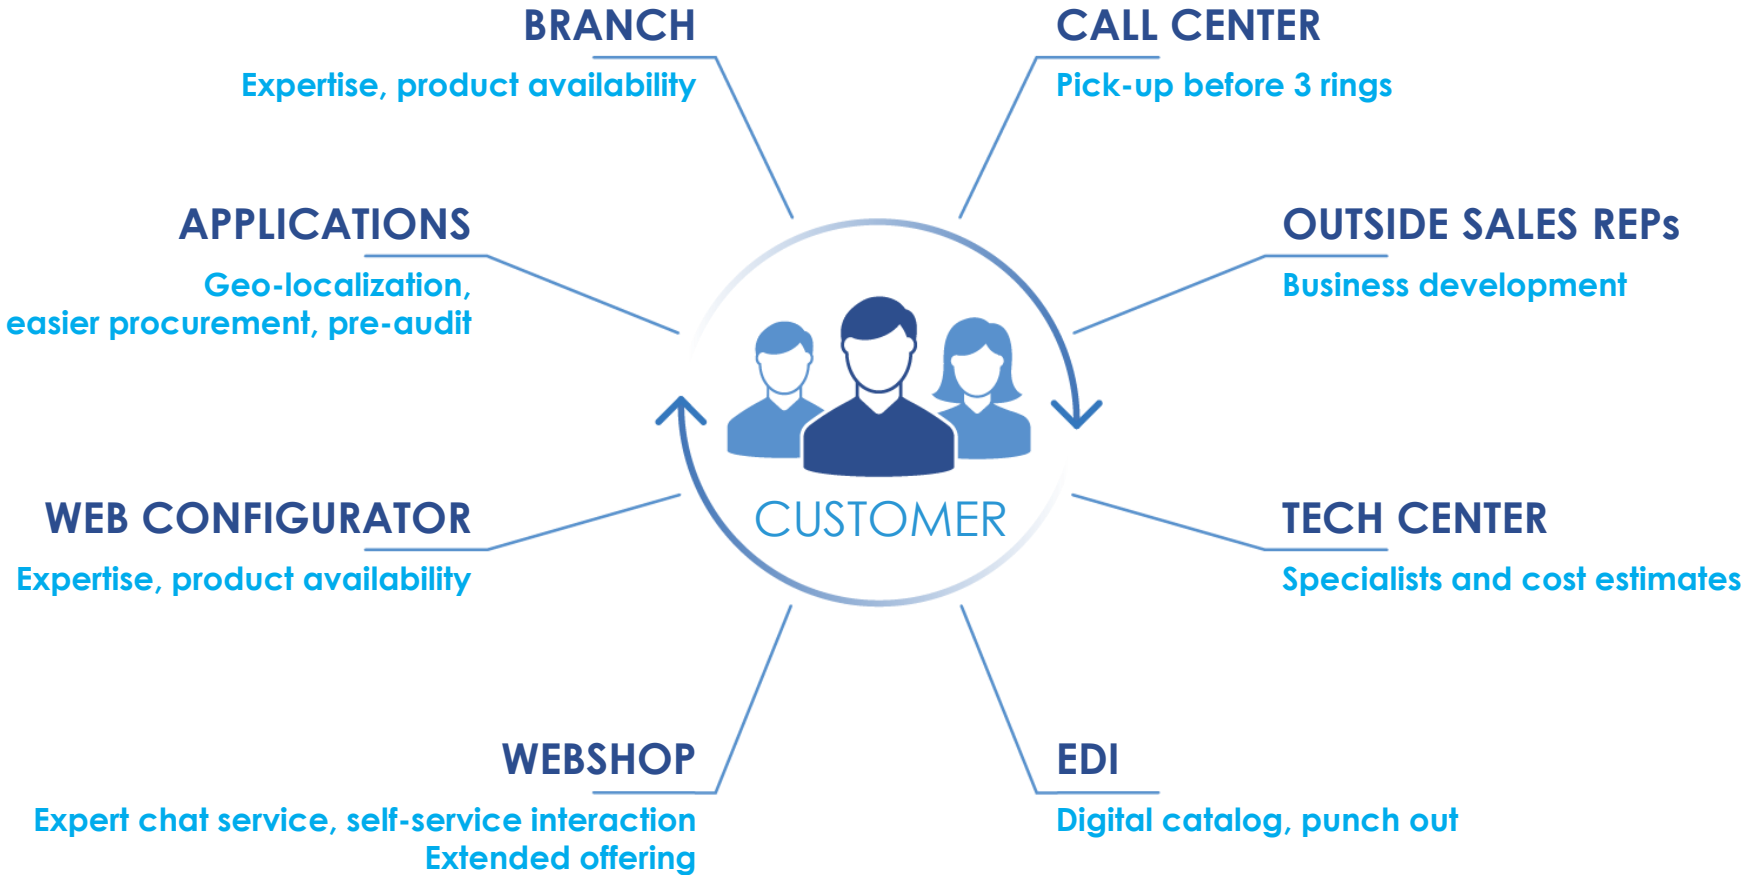 BRANCH
Expertise, product availability
CALL CENTER
Pick-up before 3 rings
APPLICATIONS
Geo-localization,
easier procurement, pre-audit
OUTSIDE SALES REPs
Business development
CUSTOMER
WEB CONFIGURATOR
Expertise, product availability
TECH CENTER
Specialists and cost estimates
WEBSHOP
Expert chat service, self-service interaction
Extended offering
EDI
Digital catalog, punch out